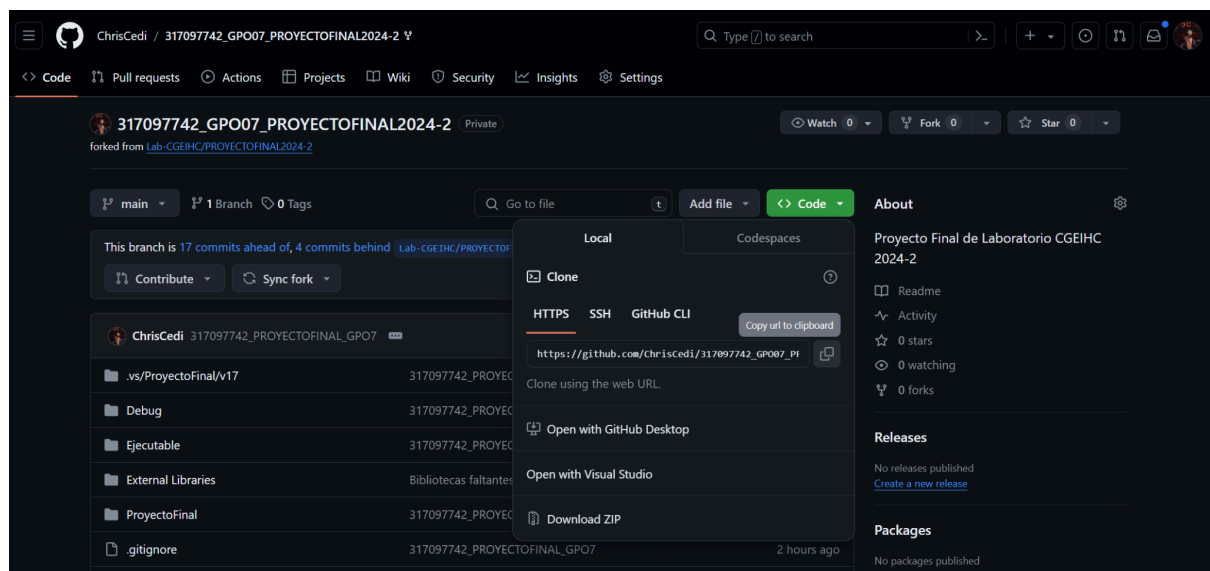 ChrisCedi / 317097742_GPO07_PROYECTOFINAL2024-2
Type / to search
Code Pull requests Actions Projects Wiki Security Insights Settings
317097742_GPO07_PROYECTOFINAL2024-2 Private
forked from Lab-CGEIHC/PROYECTOFINAL2024-2
Watch 0 Fork 0 Star 0
main 1 Branch 0 Tags Go to file t Add file Code
This branch is 17 commits ahead of, 4 commits behind Lab-CGEIHC/PROYECTOF
Contribute Sync fork
ChrisCedi 317097742_PROYECTOFINAL_GPO7
.vs/ProyectoFinal/v17 317097742_PROYEC
Debug 317097742_PROYEC
Ejecutable 317097742_PROYEC
External Libraries Bibliotecas faltantes
ProyectoFinal 317097742_PROYEC
.gitignore 317097742_PROYECTOFINAL_GPO7 2 hours ago
Local Codespaces
Clone
HTTPS SSH GitHub CLI
Copy url to clipboard
https://github.com/ChrisCedi/317097742_GPO07_PF
Clone using the web URL.
Open with GitHub Desktop
Open with Visual Studio
Download ZIP
About
Proyecto Final de Laboratorio CGEIHC
2024-2
Readme
Activity
0 stars
0 watching
0 forks
Releases
No releases published
Create a new release
Packages
No packages published